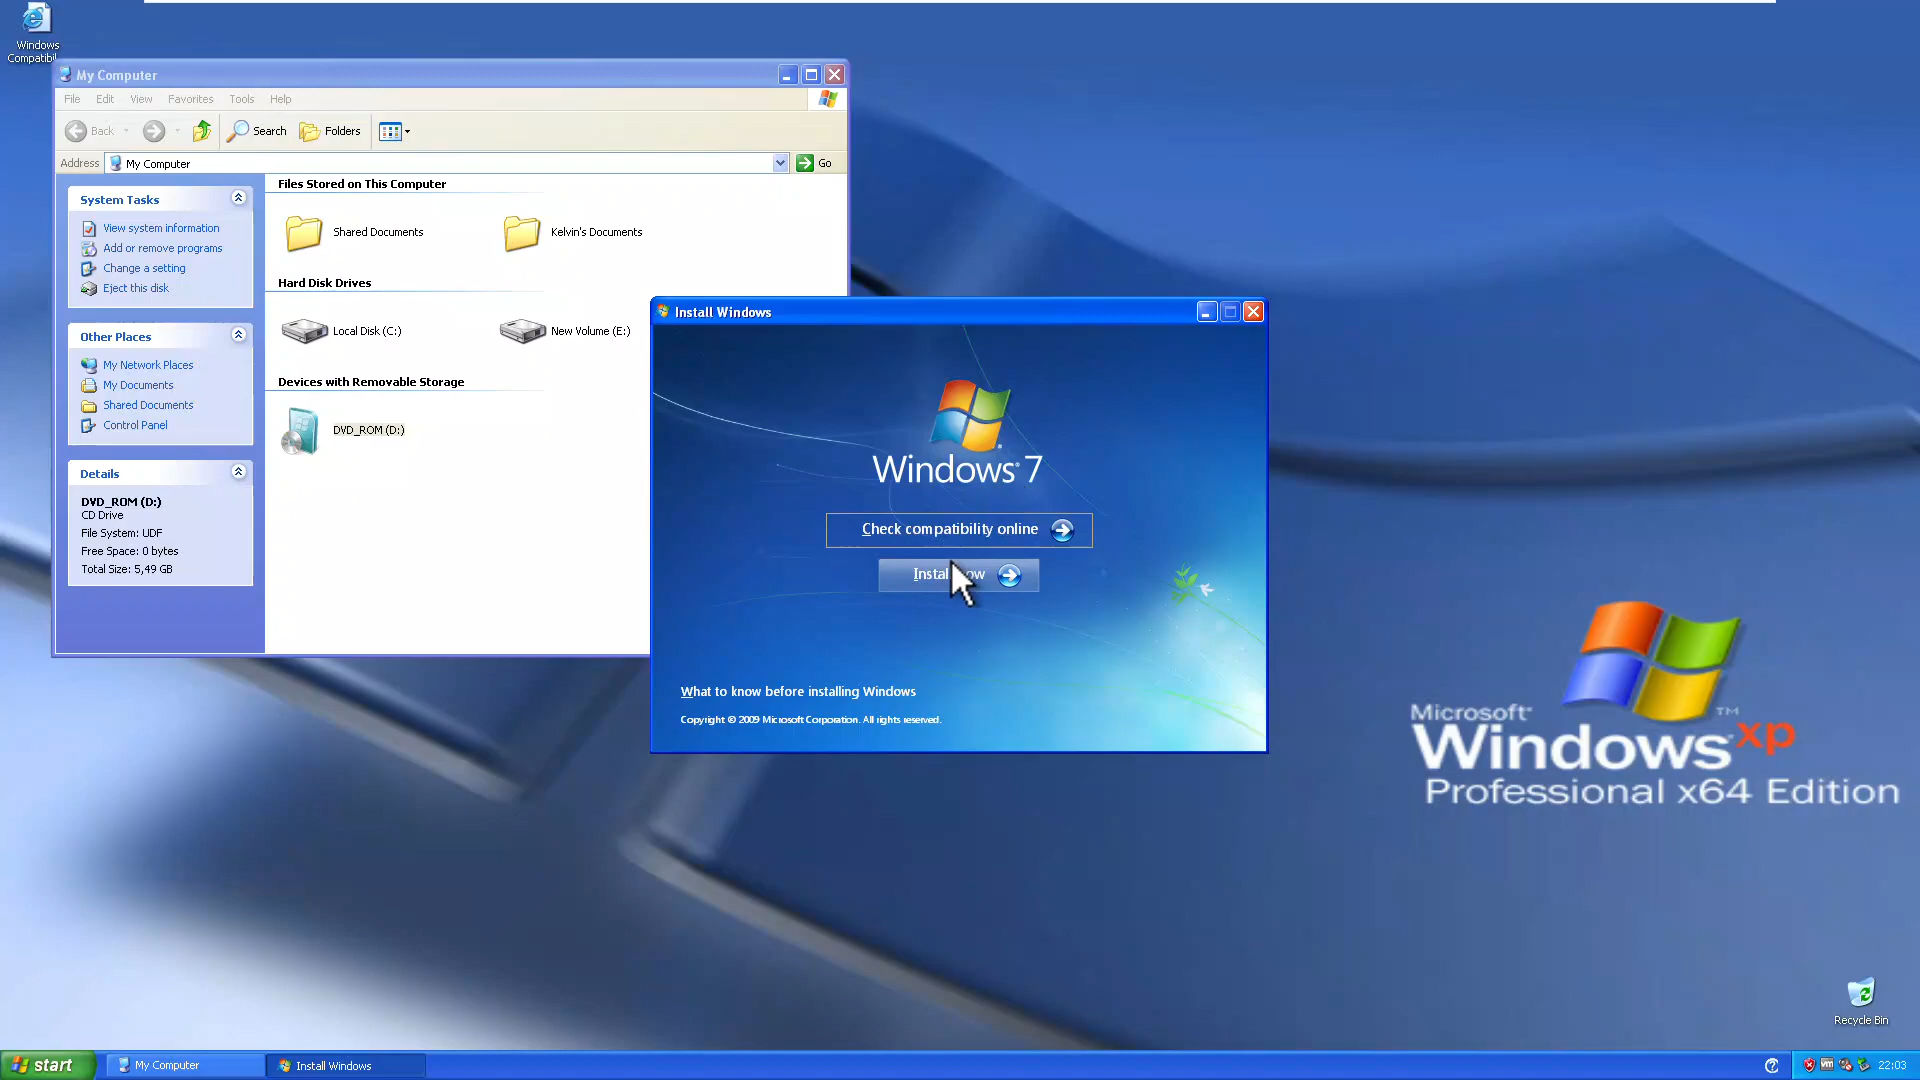 Windows
Compatibil
My Computer
File Edit View Favorites Tools Help
Back Search Folders
Address My Computer Go
System Tasks
View system information
Add or remove programs
Change a setting
Eject this disk
Other Places
My Network Places
My Documents
Shared Documents
Control Panel
Details
DVD_ROM (D:)
CD Drive
File System: UDF
Free Space: 0 bytes
Total Size: 5,49 GB
Files Stored on This Computer
Shared Documents Kelvin's Documents
Hard Disk Drives
Local Disk (C:) New Volume (E:)
Devices with Removable Storage
DVD_ROM (D:)
Install Windows
Windows 7
Check compatibility online
What to know before installing Windows
Copyright © 2009 Microsoft Corporation. All rights reserved.
Microsoft®
Windows xp™
Professional x64 Edition
Recycle Bin
start My Computer Install Windows 22:03